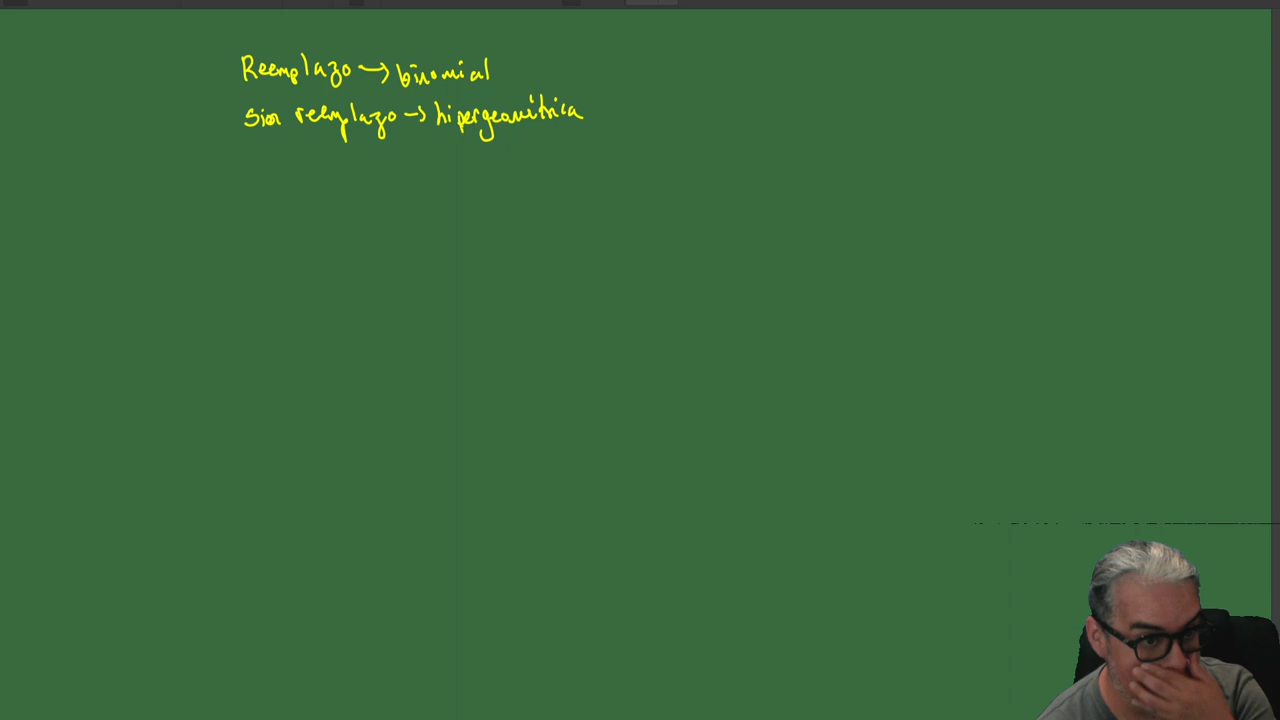 Reemplazo → binomial
sin reemplazo → hipergeométrica